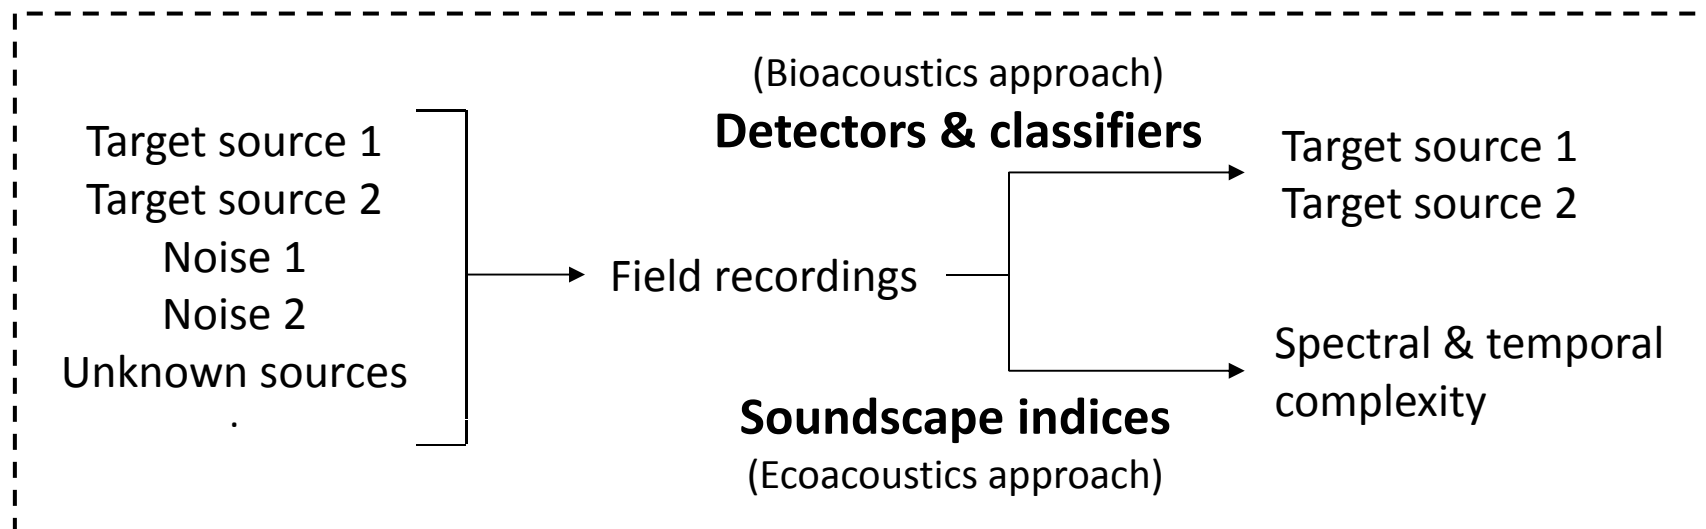 Target source 1
Target source 2
Noise 1
Noise 2
Unknown sources
.
Field recordings
(Bioacoustics approach)
Detectors & classifiers
Target source 1
Target source 2
Soundscape indices
(Ecoacoustics approach)
Spectral & temporal
complexity